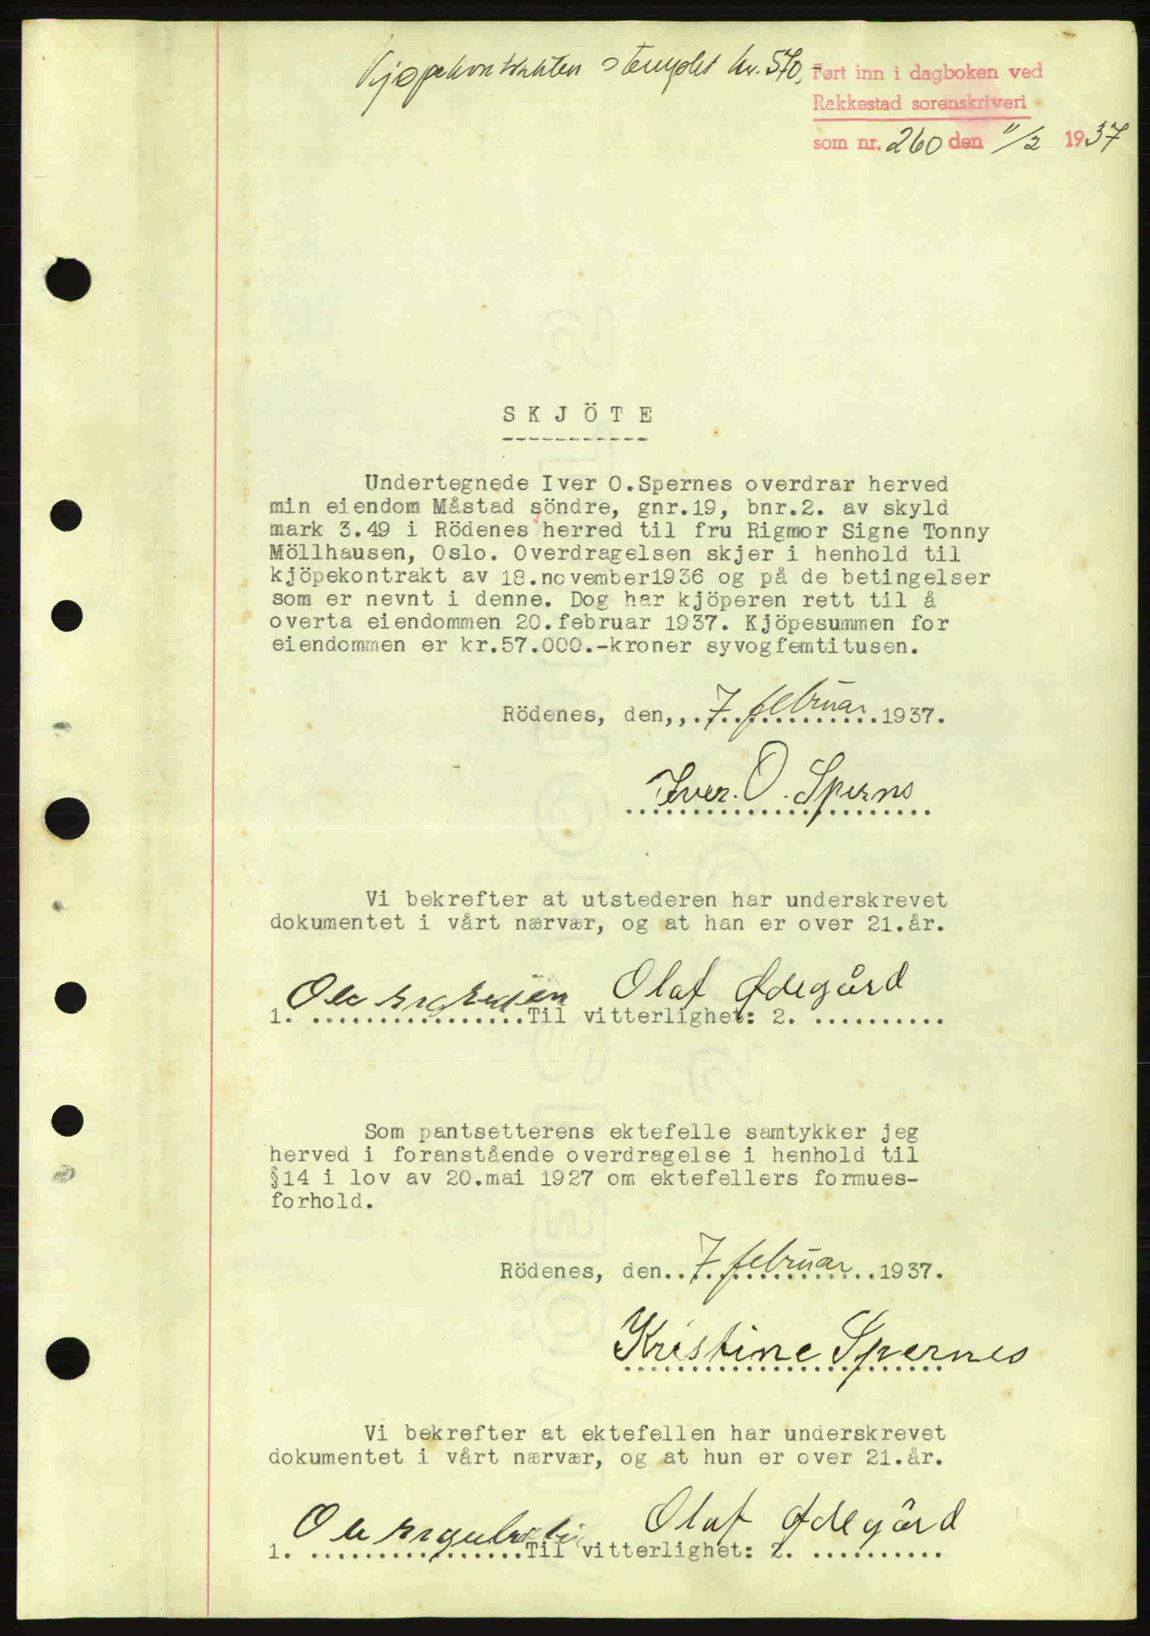 Kjøpekontrakten stemplet kr. 570,-
Ført inn i dagboken ved
Rakkestad sorenskriveri
som nr. 260 den 11/2 1937
SKJÖTE
-----------
Undertegnede Iver O.Spernes overdrar herved
min eiendom Måstad söndre, gnr.19, bnr.2. av skyld
mark 3.49 i Rödenes herred til fru Rigmor Signe Tonny
Möllhausen, Oslo. Overdragelsen skjer i henhold til
kjöpekontrakt av 18.november1936 og på de betingelser
som er nevnt i denne. Dog har kjöperen rett til å
overta eiendommen 20.februar 1937. Kjöpesummen for
eiendommen er kr.57.000.-kroner syvogfemtitusen.
Rödenes, den,,.7. februar 1937.
Iver. O. Spernes
Vi bekrefter at utstederen har underskrevet
dokumentet i vårt nærvær, og at han er over 21.år.
Ole Olaf Ødegård
1. ................Til vitterlighet: 2. ..........
Som pantsetterens ektefelle samtykker jeg
herved i foranstående overdragelse i henhold til
§14 i lov av 20.mai 1927 om ektefellers formues-
forhold.
Rödenes, den..7. februar 1937.
Kristine Spernes
Vi bekrefter at ektefellen har underskrevet
dokumentet i vårt nærvær, og at hun er over 21.år.
Ole Olaf Ødegård
1. ................Til vitterlighet: 2. ..........